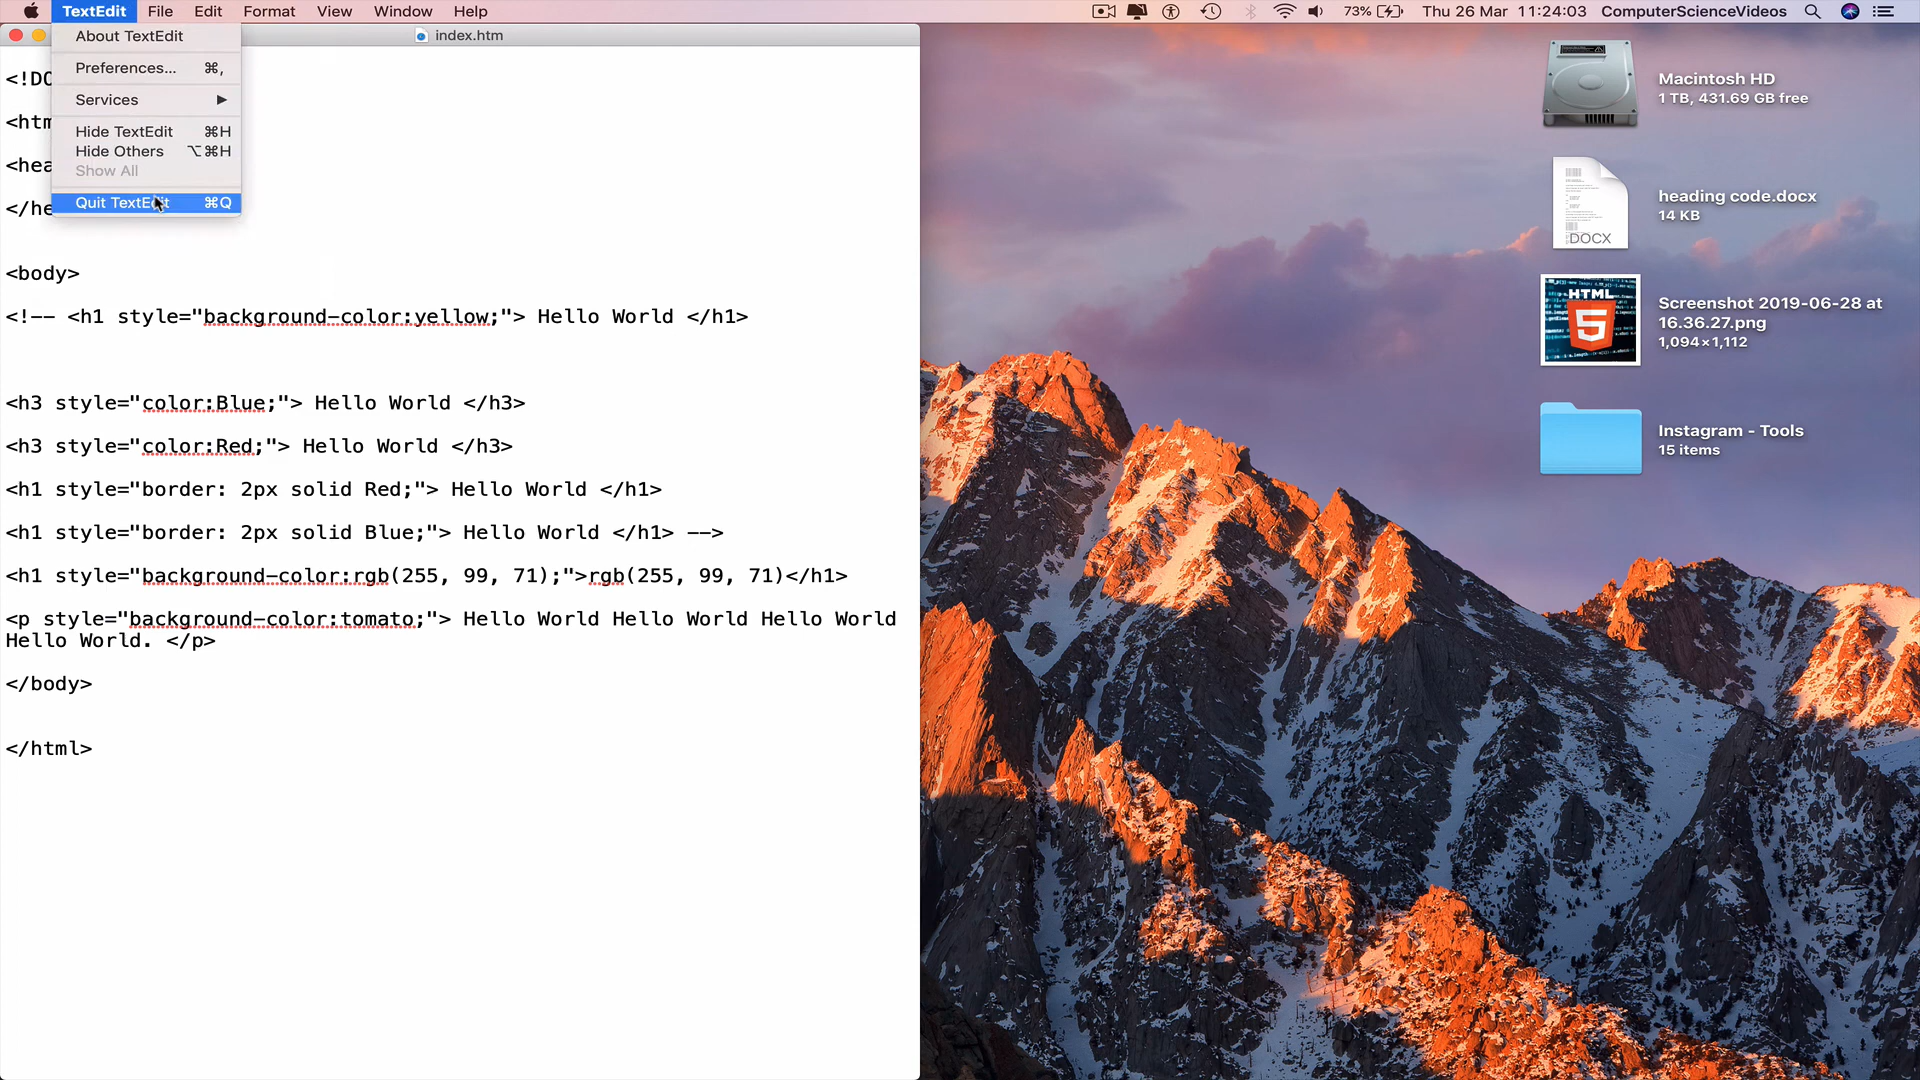 TextEdit File Edit Format View Window Help 73% Thu 26 Mar 11:24:03 ComputerScienceVideos
index.htm
About TextEdit
Preferences... ⌘,
Services ▶
Hide TextEdit ⌘H
Hide Others ⌥⌘H
Show All
Quit TextEdit ⌘Q
<!DO
<htm
<hea
</he
<body>
<!-- <h1 style="background-color:yellow;"> Hello World </h1>
<h3 style="color:Blue;"> Hello World </h3>
<h3 style="color:Red;"> Hello World </h3>
<h1 style="border: 2px solid Red;"> Hello World </h1>
<h1 style="border: 2px solid Blue;"> Hello World </h1> -->
<h1 style="background-color:rgb(255, 99, 71);">rgb(255, 99, 71)</h1>
<p style="background-color:tomato;"> Hello World Hello World Hello World
Hello World. </p>
</body>
</html>
Macintosh HD
1 TB, 431.69 GB free
DOCX
heading code.docx
14 KB
HTML
5
Screenshot 2019-06-28 at
16.36.27.png
1,094×1,112
Instagram - Tools
15 items